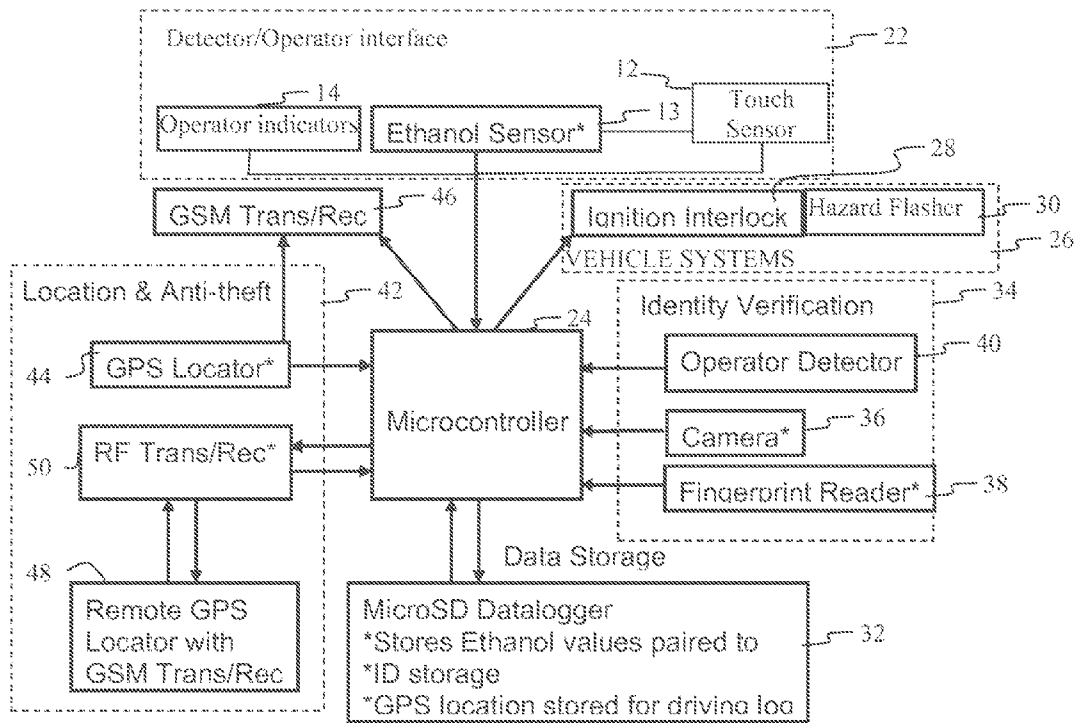 Detector/Operator interface
22
12
14
13
Touch
Sensor
Operator indicators
Ethanol Sensor*
28
46
GSM Trans/Rec
Ignition Interlock
Hazard Flasher
30
26
VEHICLE SYSTEMS
Location & Anti-theft
42
Identity Verification
34
24
44
GPS Locator*
Operator Detector
40
Microcontroller
Camera*
36
50
RF Trans/Rec*
Fingerprint Reader*
38
Data Storage
48
Remote GPS
Locator with
GSM Trans/Rec
MicroSD Datalogger
*Stores Ethanol values paired to
*ID storage
*GPS location stored for driving log
32